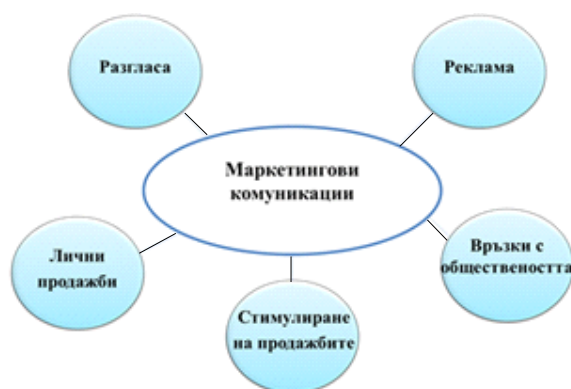 Разгласа
Реклама
Маркетингови
комуникации
Лични
продажби
Връзки с
обществеността
Стимулиране
на продажбите